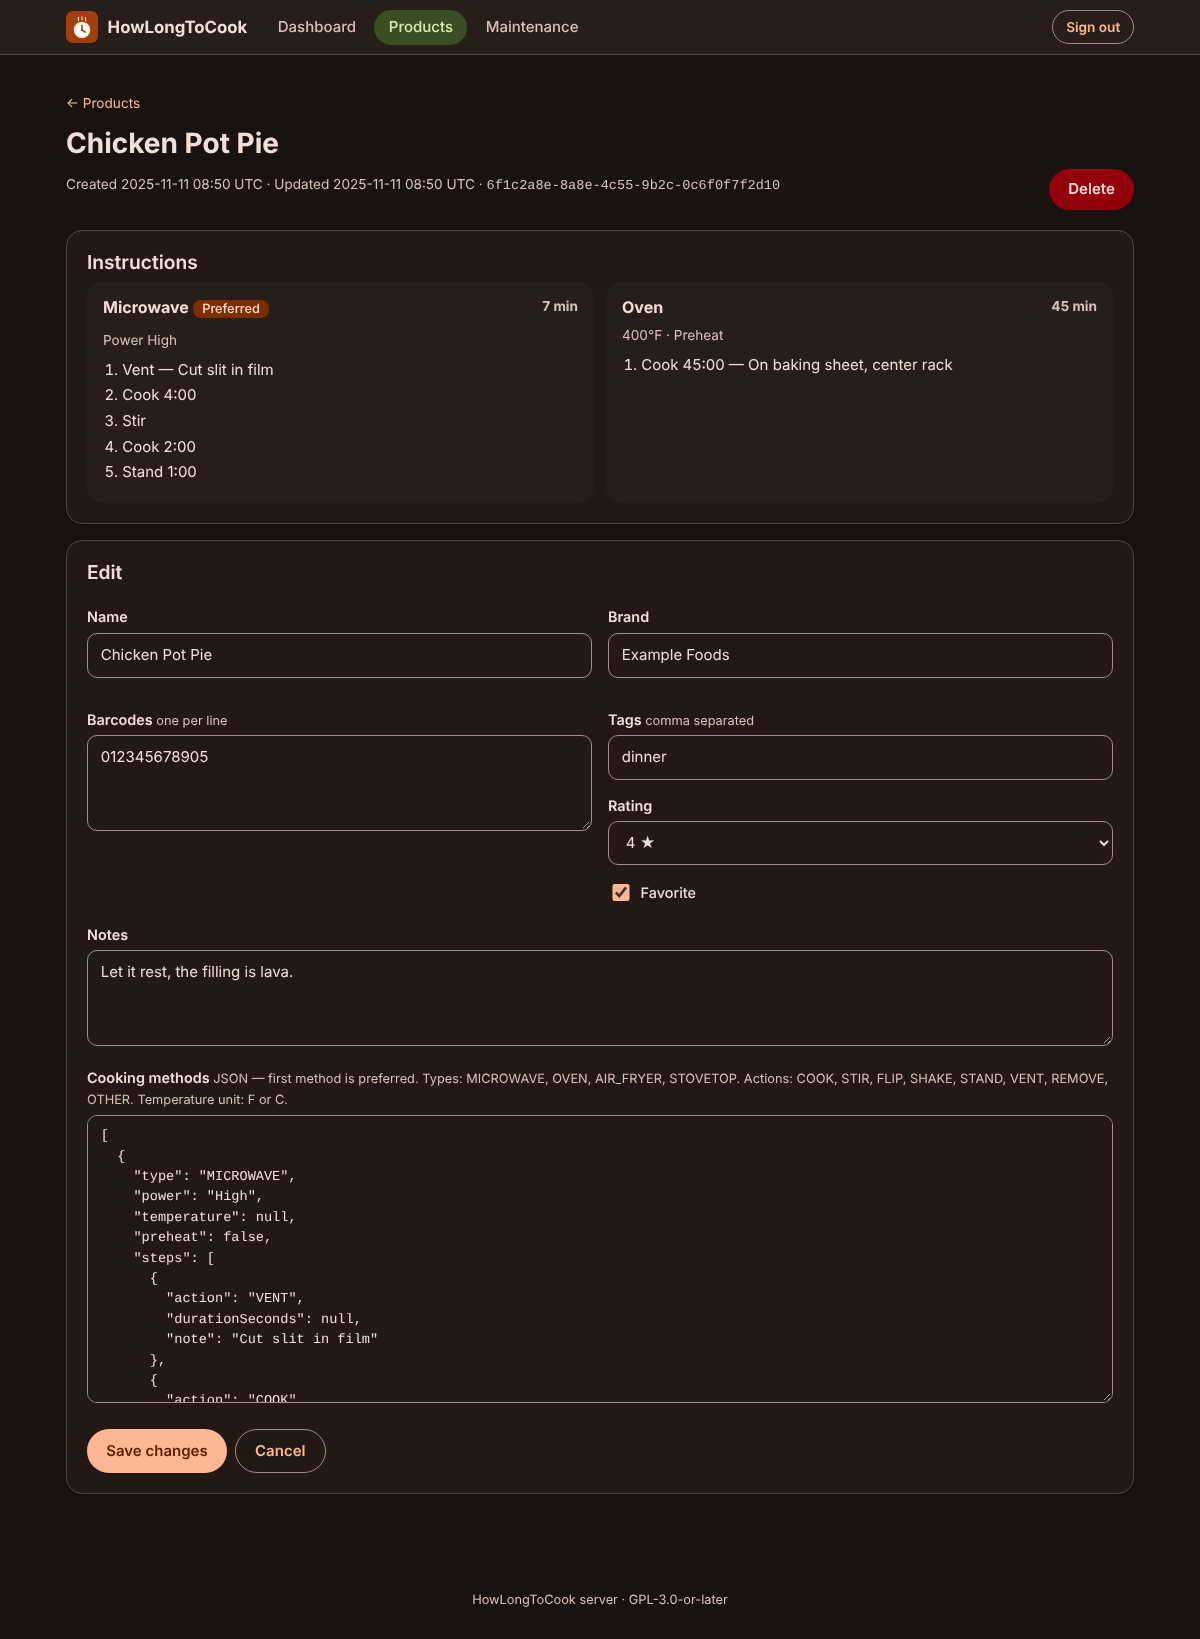 HowLongToCook Dashboard Products Maintenance Sign out
← Products
Chicken Pot Pie
Created 2025-11-11 08:50 UTC · Updated 2025-11-11 08:50 UTC · 6f1c2a8e-8a8e-4c55-9b2c-0c6f0f7f2d10
Delete
Instructions
Microwave Preferred 7 min
Power High
1. Vent — Cut slit in film
2. Cook 4:00
3. Stir
4. Cook 2:00
5. Stand 1:00
Oven 45 min
400°F · Preheat
1. Cook 45:00 — On baking sheet, center rack
Edit
Name
Chicken Pot Pie
Brand
Example Foods
Barcodes one per line
012345678905
Tags comma separated
dinner
Rating
4 ★
Favorite
Notes
Let it rest, the filling is lava.
Cooking methods JSON — first method is preferred. Types: MICROWAVE, OVEN, AIR_FRYER, STOVETOP. Actions: COOK, STIR, FLIP, SHAKE, STAND, VENT, REMOVE,
OTHER. Temperature unit: F or C.
[
  {
    "type": "MICROWAVE",
    "power": "High",
    "temperature": null,
    "preheat": false,
    "steps": [
      {
        "action": "VENT",
        "durationSeconds": null,
        "note": "Cut slit in film"
      },
      {
        "action": "COOK"
Save changes Cancel
HowLongToCook server · GPL-3.0-or-later